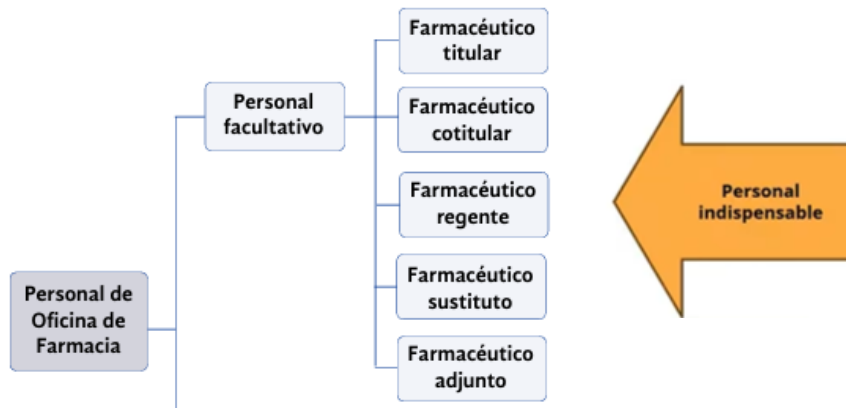 Farmacéutico
titular
Personal
facultativo
Farmacéutico
cotitular
Farmacéutico
regente
Farmacéutico
sustituto
Farmacéutico
adjunto
Personal de
Oficina de
Farmacia
Personal
indispensable